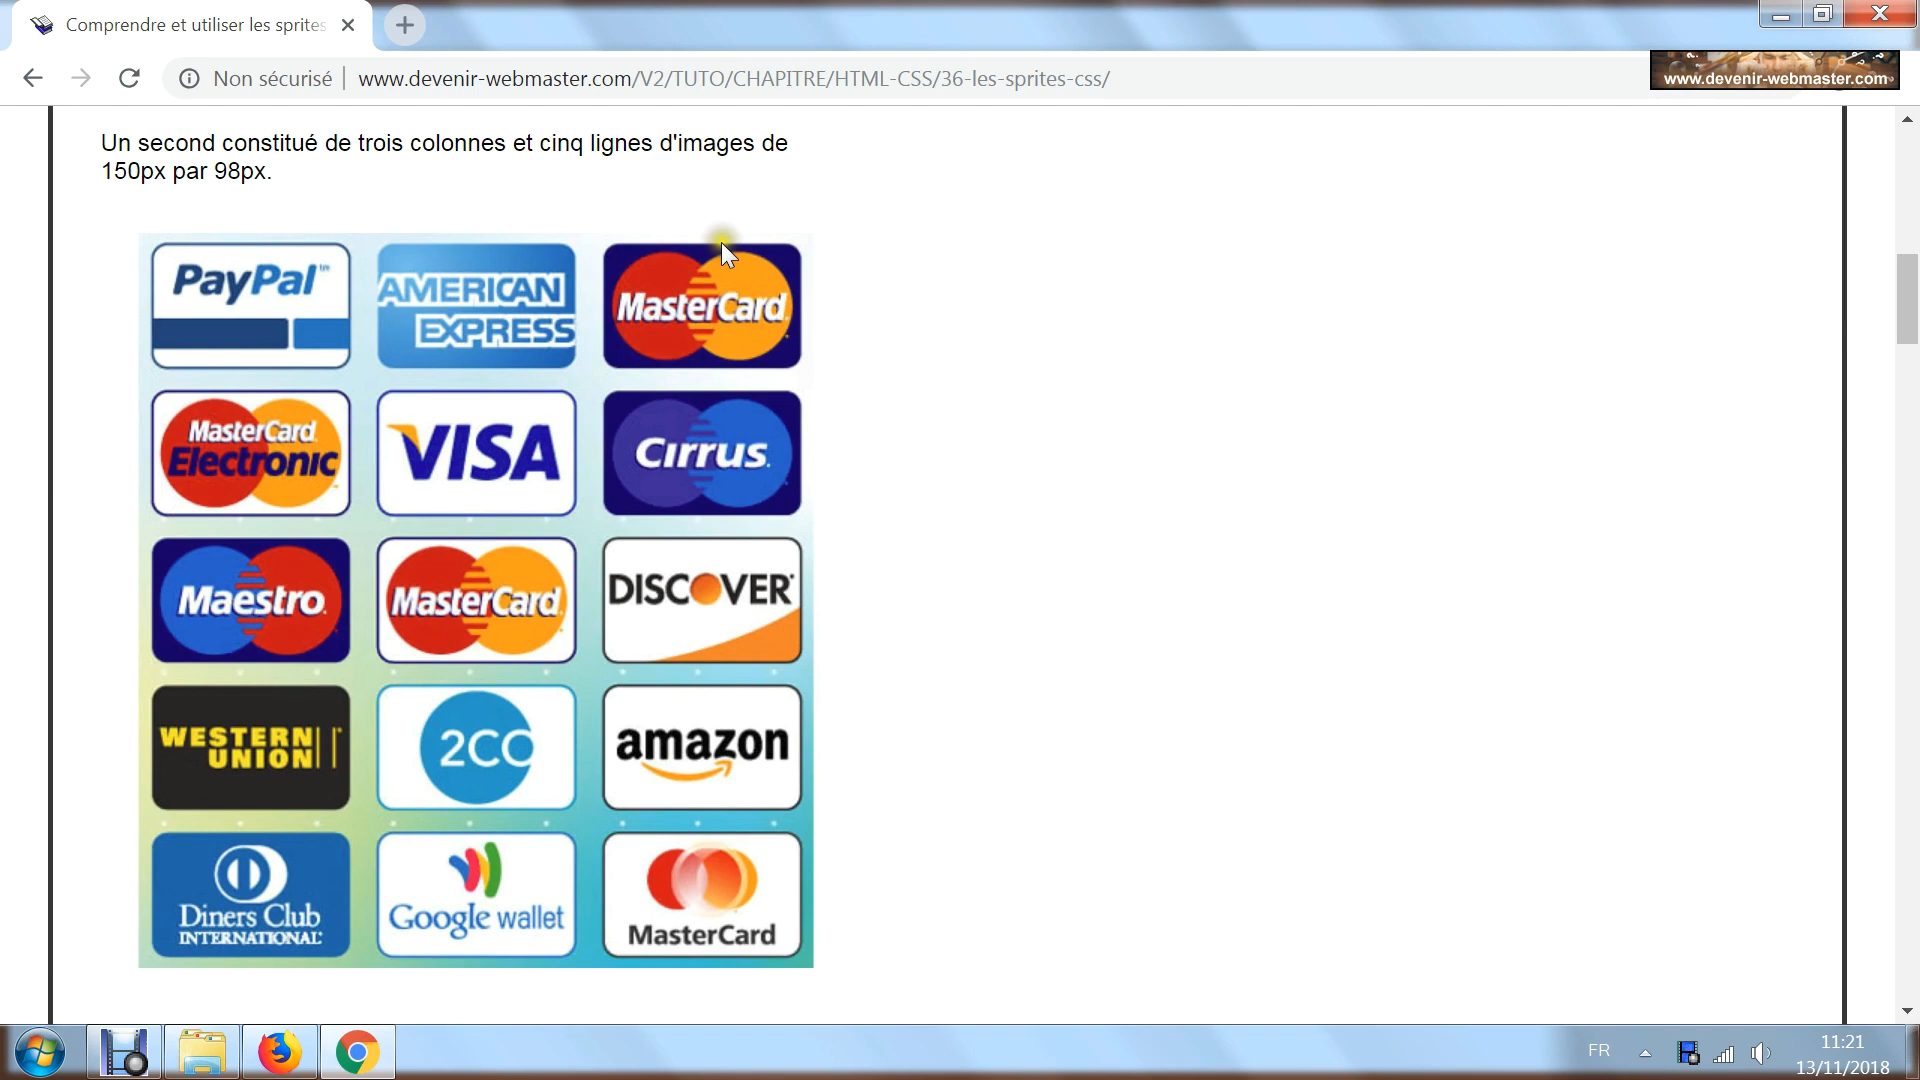 Comprendre et utiliser les sprites
Non sécurisé
www.devenir-webmaster.com/V2/TUTO/CHAPITRE/HTML-CSS/36-les-sprites-css/
www.devenir-webmaster.com
Un second constitué de trois colonnes et cinq lignes d'images de
150px par 98px.
PayPal™
AMERICAN
EXPRESS
MasterCard
MasterCard
Electronic
VISA
Cirrus
Maestro
MasterCard
DISCOVER
WESTERN
UNION
2CO
amazon
Diners Club
INTERNATIONAL
Google wallet
MasterCard
FR
11:21
13/11/2018